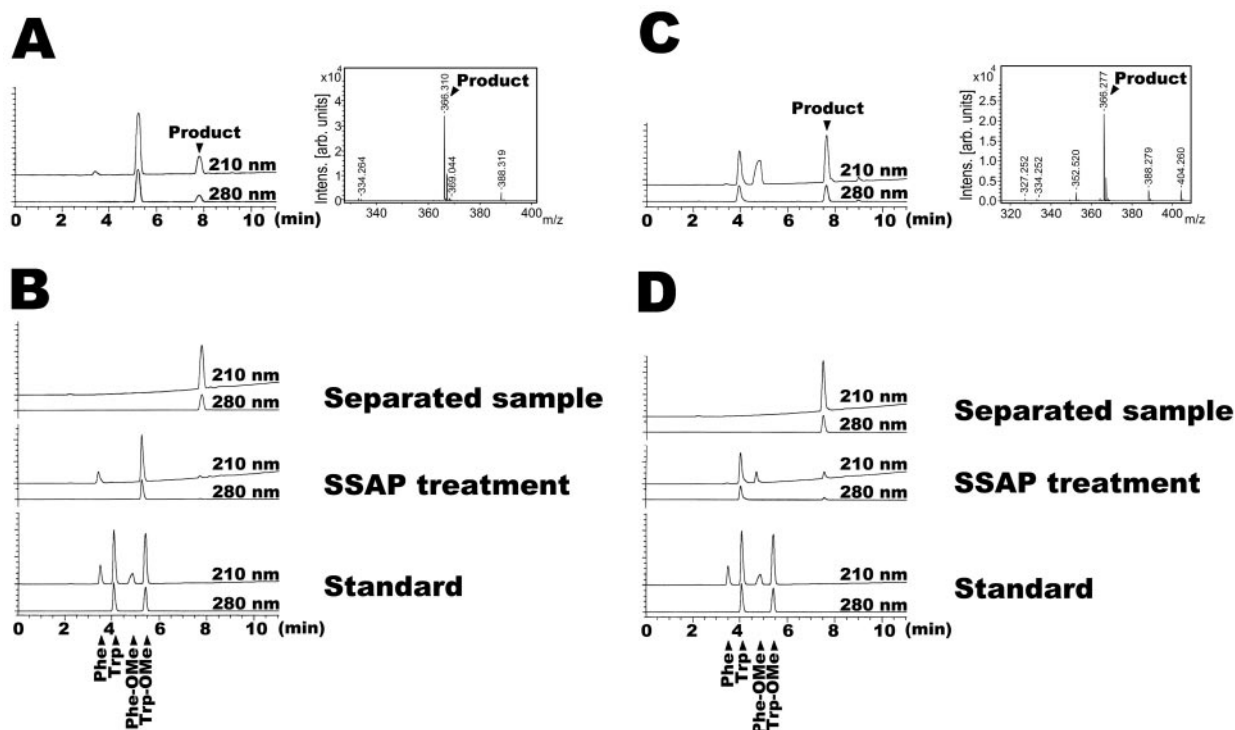 A
Product
210 nm
280 nm
0 2 4 6 8 10 (min)
x10^4
Intens. [arb. units]
4
3
2
1
0
334.264
366.310
369.044
388.319
Product
340 360 380 400 m/z
B
210 nm
280 nm
Separated sample
210 nm
280 nm
SSAP treatment
210 nm
280 nm
Standard
0 2 4 6 8 10 (min)
Phe
Trp
Phe-OMe
Trp-OMe
C
Product
210 nm
280 nm
0 2 4 6 8 10 (min)
x10^4
Intens. [arb. units]
2.5
2.0
1.5
1.0
0.5
0.0
327.252
334.252
352.520
366.277
388.279
404.260
Product
320 340 360 380 400 m/z
D
210 nm
280 nm
Separated sample
210 nm
280 nm
SSAP treatment
210 nm
280 nm
Standard
0 2 4 6 8 10 (min)
Phe
Trp
Phe-OMe
Trp-OMe